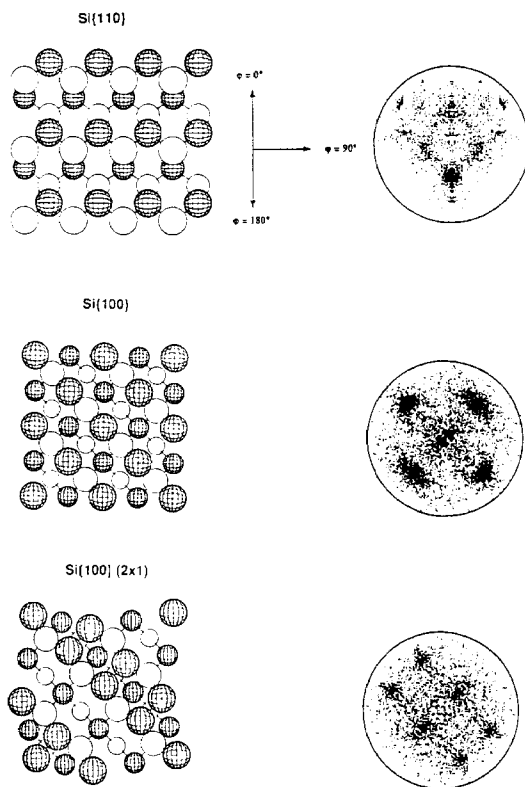 Si{110}
φ = 0°
φ = 90°
φ = 180°
Si{100}
Si{100} (2x1)